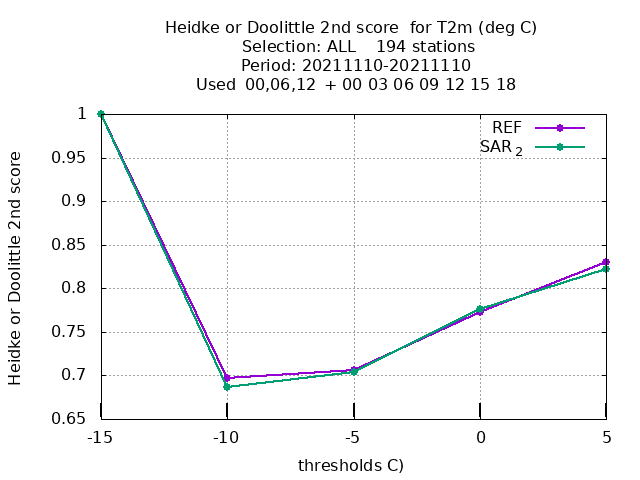 Heidke or Doolittle 2nd score  for T2m (deg C)
Selection: ALL    194 stations
Period: 20211110-20211110
Used  00,06,12  + 00 03 06 09 12 15 18
REF
SAR 2
1
0.95
0.9
0.85
0.8
0.75
0.7
0.65
Heidke or Doolittle 2nd score
-15 -10 -5 0 5
thresholds C)